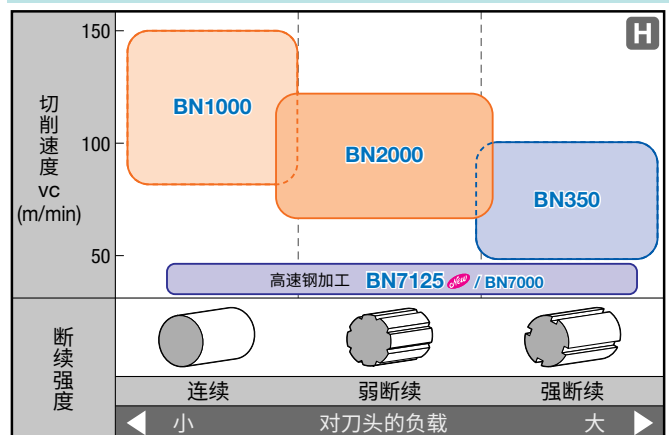 H
150
100
50
切削速度
vc
(m/min)
BN1000
BN2000
BN350
高速钢加工 BN7125 New / BN7000
断续强度
连续 弱断续 强断续
小 对刀头的负载 大